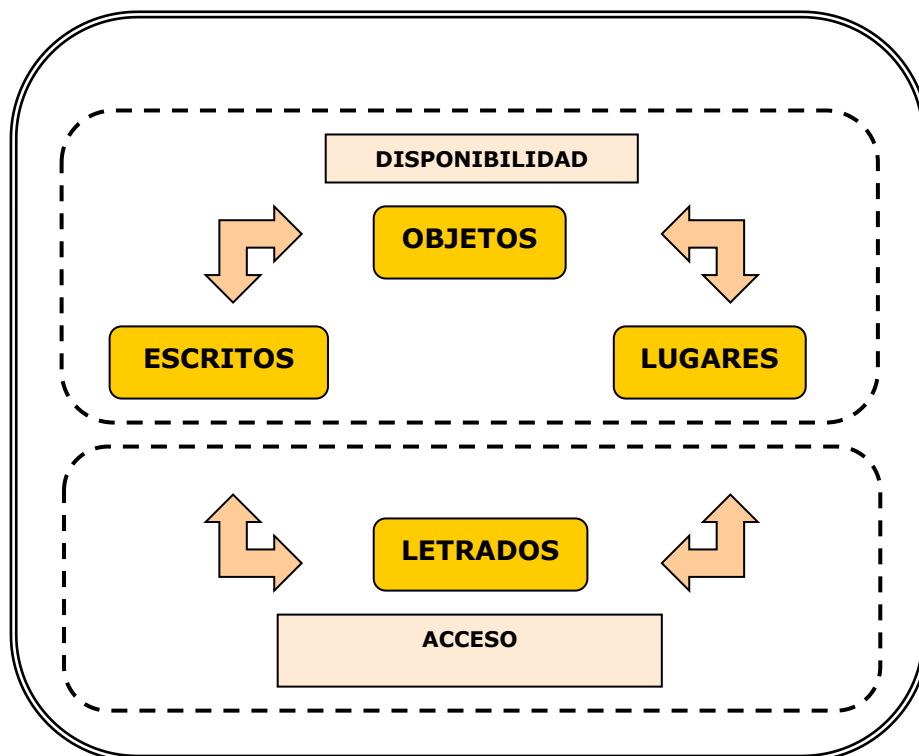 DISPONIBILIDAD
OBJETOS
ESCRITOS
LUGARES
LETRADOS
ACCESO